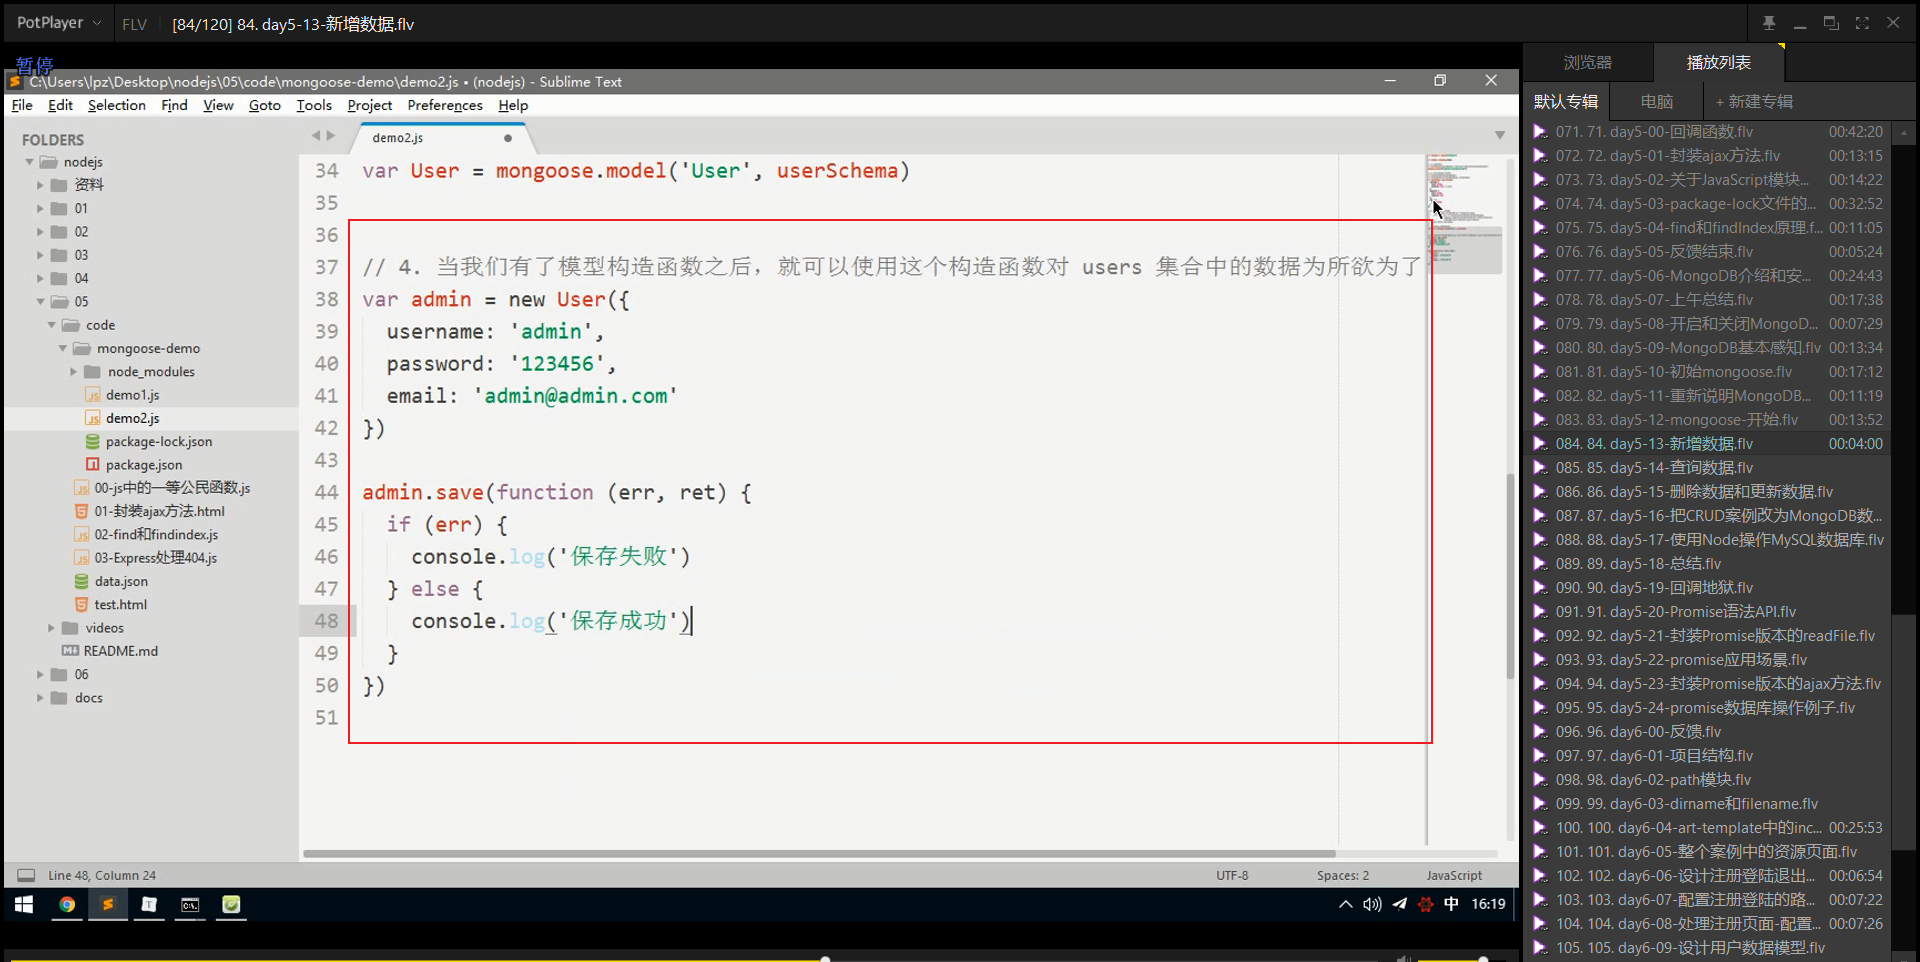 PotPlayer
FLV
[84/120] 84. day5-13-新增数据.flv
暂停
C:\Users\lpz\Desktop\nodejs\05\code\mongoose-demo\demo2.js • (nodejs) - Sublime Text
File Edit Selection Find View Goto Tools Project Preferences Help
FOLDERS
nodejs
资料
01
02
03
04
05
code
mongoose-demo
node_modules
demo1.js
demo2.js
package-lock.json
package.json
00-js中的一等公民函数.js
01-封装ajax方法.html
02-find和findindex.js
03-Express处理404.js
data.json
test.html
videos
README.md
06
docs
demo2.js
34 var User = mongoose.model('User', userSchema)
35
36
37 // 4. 当我们有了模型构造函数之后，就可以使用这个构造函数对 users 集合中的数据为所欲为了
38 var admin = new User({
39 username: 'admin',
40 password: '123456',
41 email: 'admin@admin.com'
42 })
43
44 admin.save(function (err, ret) {
45 if (err) {
46 console.log('保存失败')
47 } else {
48 console.log('保存成功')
49 }
50 })
51
Line 48, Column 24
UTF-8
Spaces: 2
JavaScript
中
16:19
浏览器
播放列表
默认专辑
电脑
+ 新建专辑
071. 71. day5-00-回调函数.flv 00:42:20
072. 72. day5-01-封装ajax方法.flv 00:13:15
073. 73. day5-02-关于JavaScript模块... 00:14:22
074. 74. day5-03-package-lock文件的... 00:32:52
075. 75. day5-04-find和findIndex原理.f... 00:11:05
076. 76. day5-05-反馈结束.flv 00:05:24
077. 77. day5-06-MongoDB介绍和安... 00:24:43
078. 78. day5-07-上午总结.flv 00:17:38
079. 79. day5-08-开启和关闭MongoD... 00:07:29
080. 80. day5-09-MongoDB基本感知.flv 00:13:34
081. 81. day5-10-初始mongoose.flv 00:17:12
082. 82. day5-11-重新说明MongoDB... 00:11:19
083. 83. day5-12-mongoose-开始.flv 00:13:52
084. 84. day5-13-新增数据.flv 00:04:00
085. 85. day5-14-查询数据.flv
086. 86. day5-15-删除数据和更新数据.flv
087. 87. day5-16-把CRUD案例改为MongoDB数...
088. 88. day5-17-使用Node操作MySQL数据库.flv
089. 89. day5-18-总结.flv
090. 90. day5-19-回调地狱.flv
091. 91. day5-20-Promise语法API.flv
092. 92. day5-21-封装Promise版本的readFile.flv
093. 93. day5-22-promise应用场景.flv
094. 94. day5-23-封装Promise版本的ajax方法.flv
095. 95. day5-24-promise数据库操作例子.flv
096. 96. day6-00-反馈.flv
097. 97. day6-01-项目结构.flv
098. 98. day6-02-path模块.flv
099. 99. day6-03-dirname和filename.flv
100. 100. day6-04-art-template中的inc... 00:25:53
101. 101. day6-05-整个案例中的资源页面.flv
102. 102. day6-06-设计注册登陆退出... 00:06:54
103. 103. day6-07-配置注册登陆的路... 00:07:22
104. 104. day6-08-处理注册页面-配置... 00:07:26
105. 105. day6-09-设计用户数据模型.flv